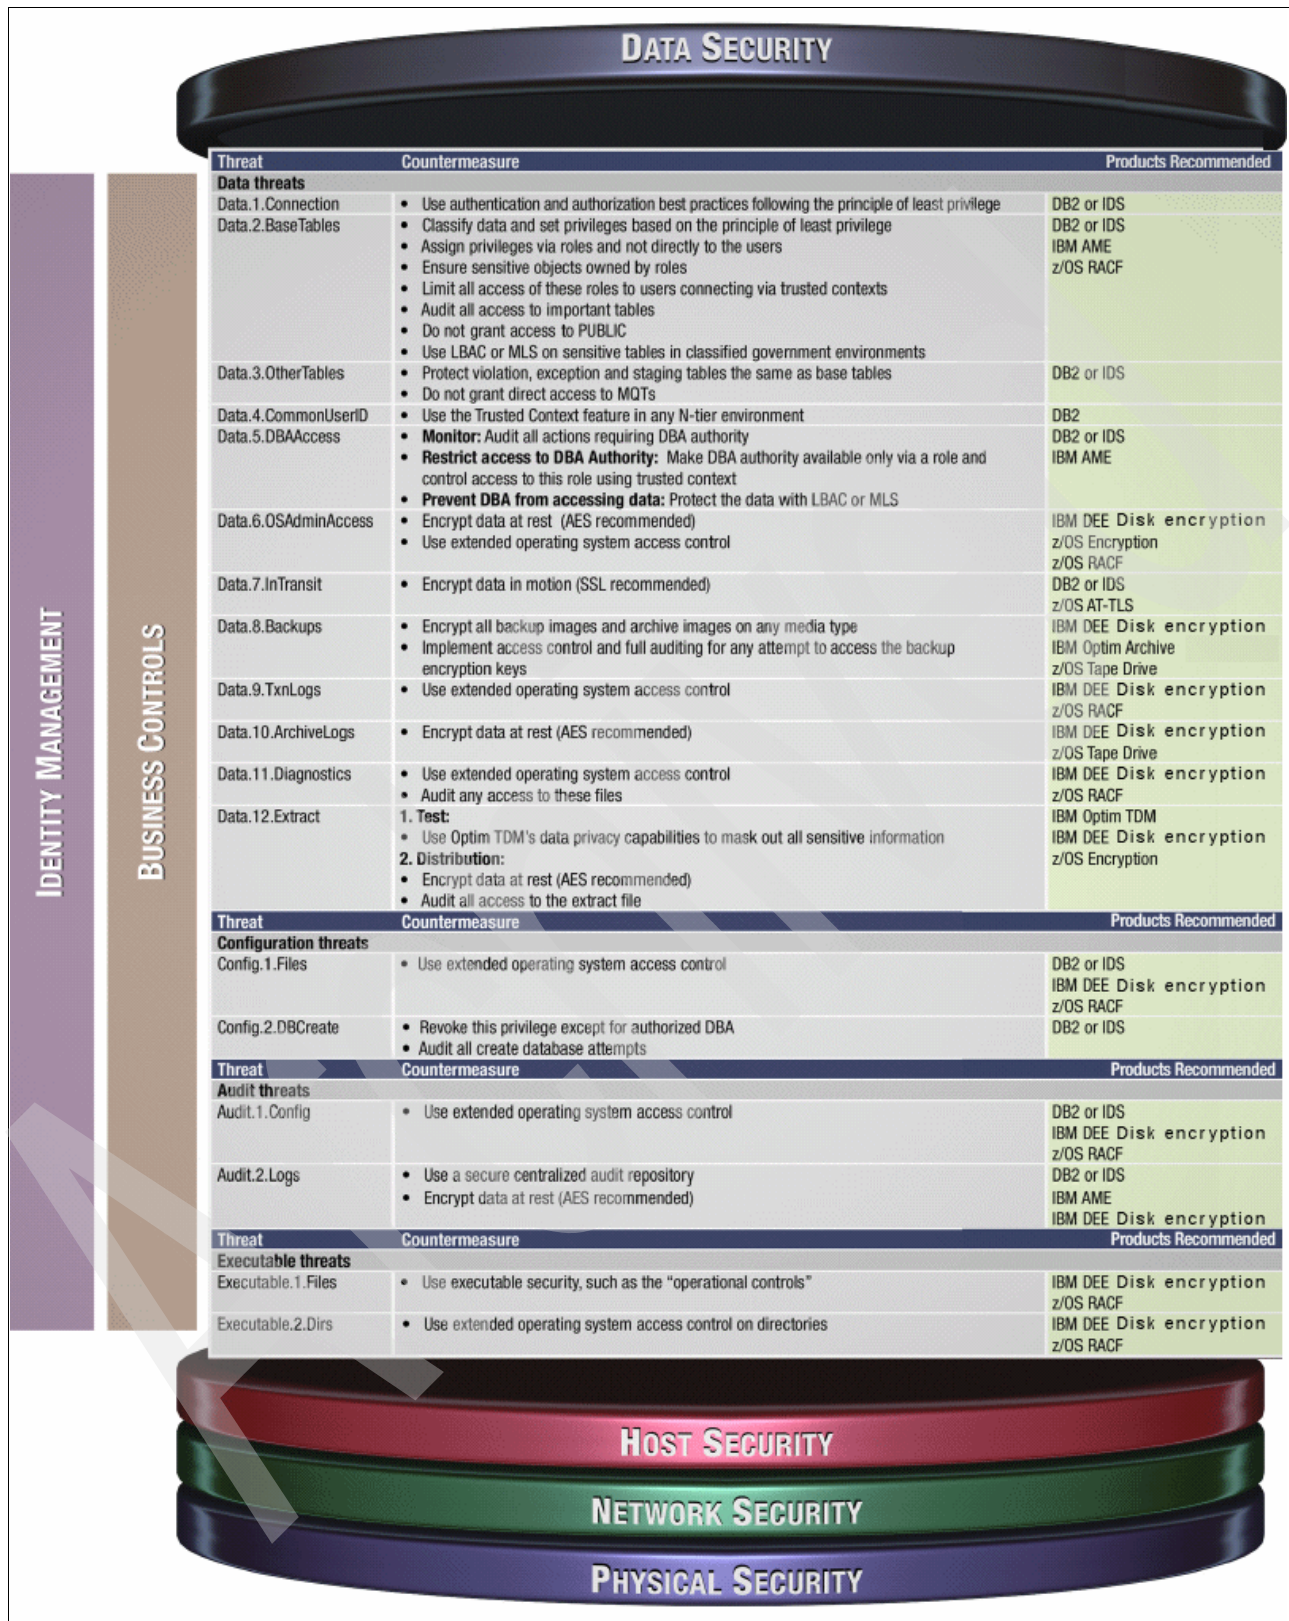 DATA SECURITY
Threat Countermeasure Products Recommended
Data threats
Data.1.Connection • Use authentication and authorization best practices following the principle of least privilege DB2 or IDS
Data.2.BaseTables • Classify data and set privileges based on the principle of least privilege DB2 or IDS
• Assign privileges via roles and not directly to the users IBM AME
• Ensure sensitive objects owned by roles z/OS RACF
• Limit all access of these roles to users connecting via trusted contexts
• Audit all access to important tables
• Do not grant access to PUBLIC
• Use LBAC or MLS on sensitive tables in classified government environments
Data.3.OtherTables • Protect violation, exception and staging tables the same as base tables DB2 or IDS
• Do not grant direct access to MQTs
Data.4.CommonUserID • Use the Trusted Context feature in any N-tier environment DB2
Data.5.DBAAccess • Monitor: Audit all actions requiring DBA authority DB2 or IDS
• Restrict access to DBA Authority: Make DBA authority available only via a role and IBM AME
control access to this role using trusted context
• Prevent DBA from accessing data: Protect the data with LBAC or MLS
Data.6.OSAdminAccess • Encrypt data at rest (AES recommended) IBM DEE Disk encryption
• Use extended operating system access control z/OS Encryption
z/OS RACF
Data.7.InTransit • Encrypt data in motion (SSL recommended) DB2 or IDS
z/OS AT-TLS
Data.8.Backups • Encrypt all backup images and archive images on any media type IBM DEE Disk encryption
• Implement access control and full auditing for any attempt to access the backup IBM Optim Archive
encryption keys z/OS Tape Drive
Data.9.TxnLogs • Use extended operating system access control IBM DEE Disk encryption
z/OS RACF
Data.10.ArchiveLogs • Encrypt data at rest (AES recommended) IBM DEE Disk encryption
z/OS Tape Drive
Data.11.Diagnostics • Use extended operating system access control IBM DEE Disk encryption
• Audit any access to these files z/OS RACF
Data.12.Extract 1. Test: IBM Optim TDM
• Use Optim TDM's data privacy capabilities to mask out all sensitive information IBM DEE Disk encryption
2. Distribution: z/OS Encryption
• Encrypt data at rest (AES recommended)
• Audit all access to the extract file
Threat Countermeasure Products Recommended
Configuration threats
Config.1.Files • Use extended operating system access control DB2 or IDS
IBM DEE Disk encryption
z/OS RACF
Config.2.DBCreate • Revoke this privilege except for authorized DBA DB2 or IDS
• Audit all create database attempts
Threat Countermeasure Products Recommended
Audit threats
Audit.1.Config • Use extended operating system access control DB2 or IDS
IBM DEE Disk encryption
z/OS RACF
Audit.2.Logs • Use a secure centralized audit repository DB2 or IDS
• Encrypt data at rest (AES recommended) IBM AME
IBM DEE Disk encryption
Threat Countermeasure Products Recommended
Executable threats
Executable.1.Files • Use executable security, such as the "operational controls" IBM DEE Disk encryption
z/OS RACF
Executable.2.Dirs • Use extended operating system access control on directories IBM DEE Disk encryption
z/OS RACF
IDENTITY MANAGEMENT
BUSINESS CONTROLS
HOST SECURITY
NETWORK SECURITY
PHYSICAL SECURITY